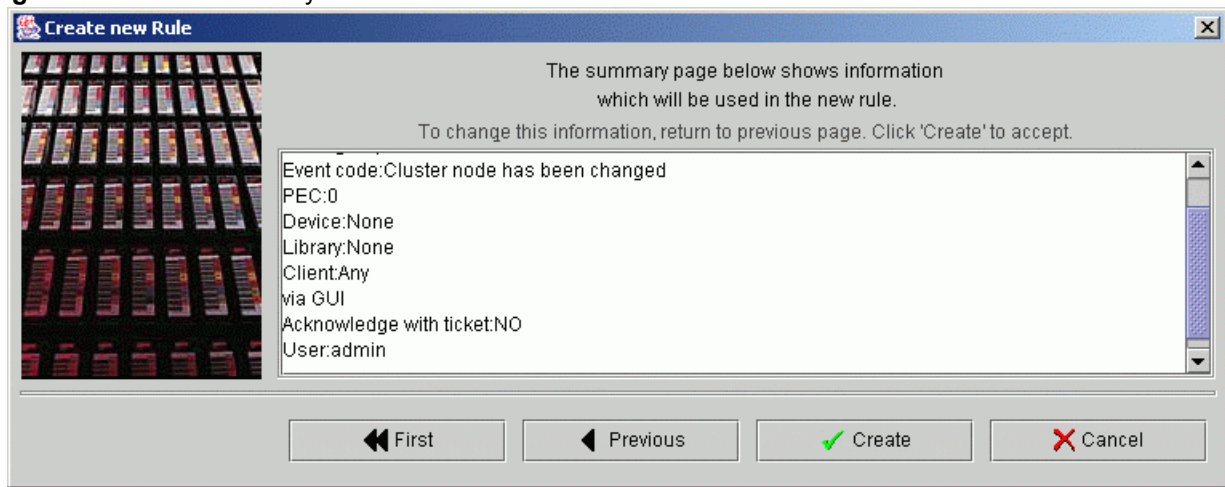 Create new Rule
The summary page below shows information
which will be used in the new rule.
To change this information, return to previous page. Click 'Create' to accept.
Event code:Cluster node has been changed
PEC:0
Device:None
Library:None
Client:Any
via GUI
Acknowledge with ticket:NO
User:admin
First
Previous
Create
Cancel